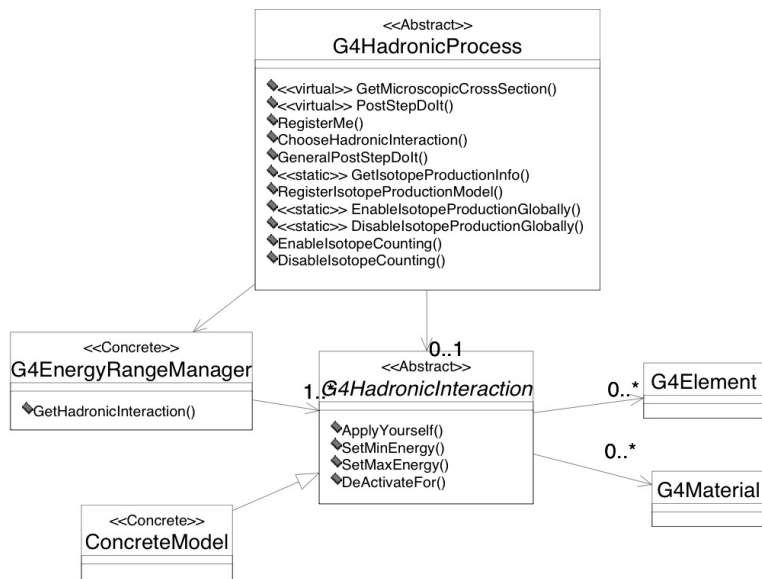 <<Abstract>>
G4HadronicProcess
<<virtual>> GetMicroscopicCrossSection()
<<virtual>> PostStepDoIt()
RegisterMe()
ChooseHadronicInteraction()
GeneralPostStepDoIt()
<<static>> GetIsotopeProductionInfo()
RegisterIsotopeProductionModel()
<<static>> EnableIsotopeProductionGlobally()
<<static>> DisableIsotopeProductionGlobally()
EnableIsotopeCounting()
DisableIsotopeCounting()
<<Concrete>>
G4EnergyRangeManager
GetHadronicInteraction()
0..1
1..*
<<Abstract>>
G4HadronicInteraction
ApplyYourself()
SetMinEnergy()
SetMaxEnergy()
DeActivateFor()
0..*
G4Element
0..*
G4Material
<<Concrete>>
ConcreteModel